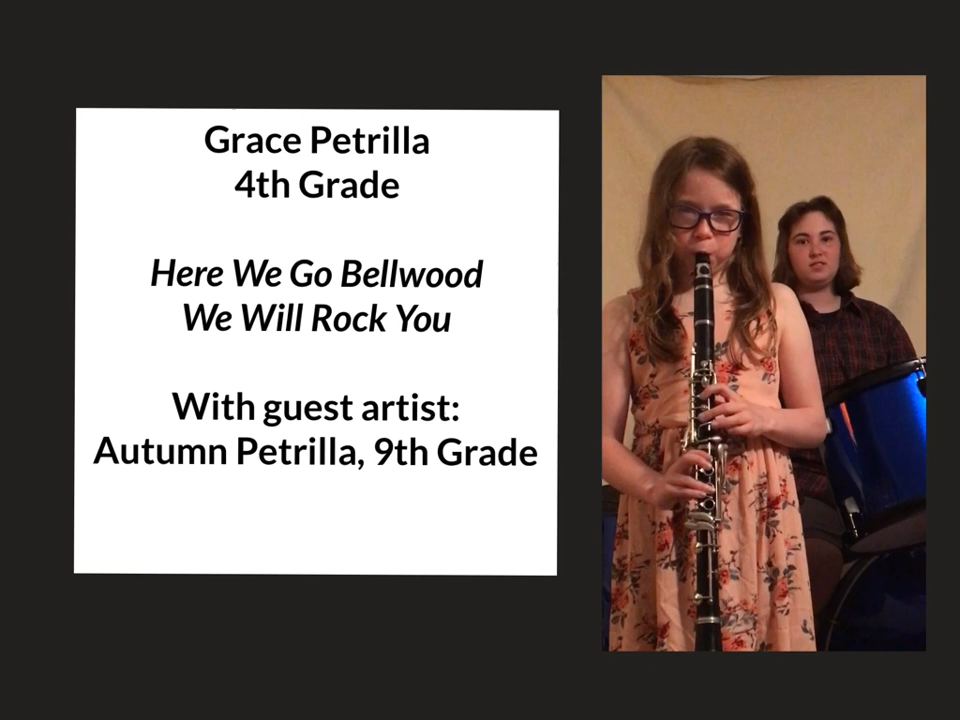 Grace Petrilla
4th Grade
Here We Go Bellwood
We Will Rock You
With guest artist:
Autumn Petrilla, 9th Grade